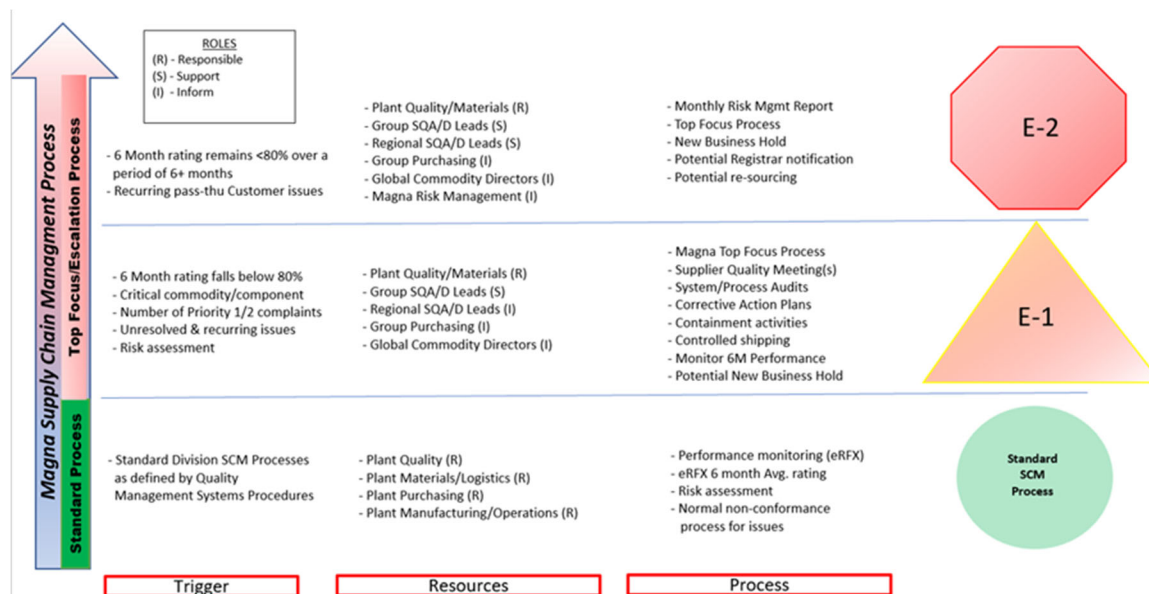 ROLES
(R) - Responsible
(S) - Support
(I) - Inform
Magna Supply Chain Managment Process
Top Focus/Escalation Process
Standard Process
- 6 Month rating remains <80% over a
period of 6+ months
- Recurring pass-thu Customer issues
- Plant Quality/Materials (R)
- Group SQA/D Leads (S)
- Regional SQA/D Leads (S)
- Group Purchasing (I)
- Global Commodity Directors (I)
- Magna Risk Management (I)
- Monthly Risk Mgmt Report
- Top Focus Process
- New Business Hold
- Potential Registrar notification
- Potential re-sourcing
E-2
- 6 Month rating falls below 80%
- Critical commodity/component
- Number of Priority 1/2 complaints
- Unresolved & recurring issues
- Risk assessment
- Plant Quality/Materials (R)
- Group SQA/D Leads (S)
- Regional SQA/D Leads (I)
- Group Purchasing (I)
- Global Commodity Directors (I)
- Magna Top Focus Process
- Supplier Quality Meeting(s)
- System/Process Audits
- Corrective Action Plans
- Containment activities
- Controlled shipping
- Monitor 6M Performance
- Potential New Business Hold
E-1
- Standard Division SCM Processes
as defined by Quality
Management Systems Procedures
- Plant Quality (R)
- Plant Materials/Logistics (R)
- Plant Purchasing (R)
- Plant Manufacturing/Operations (R)
- Performance monitoring (eRFX)
- eRFX 6 month Avg. rating
- Risk assessment
- Normal non-conformance
process for issues
Standard
SCM
Process
Trigger
Resources
Process